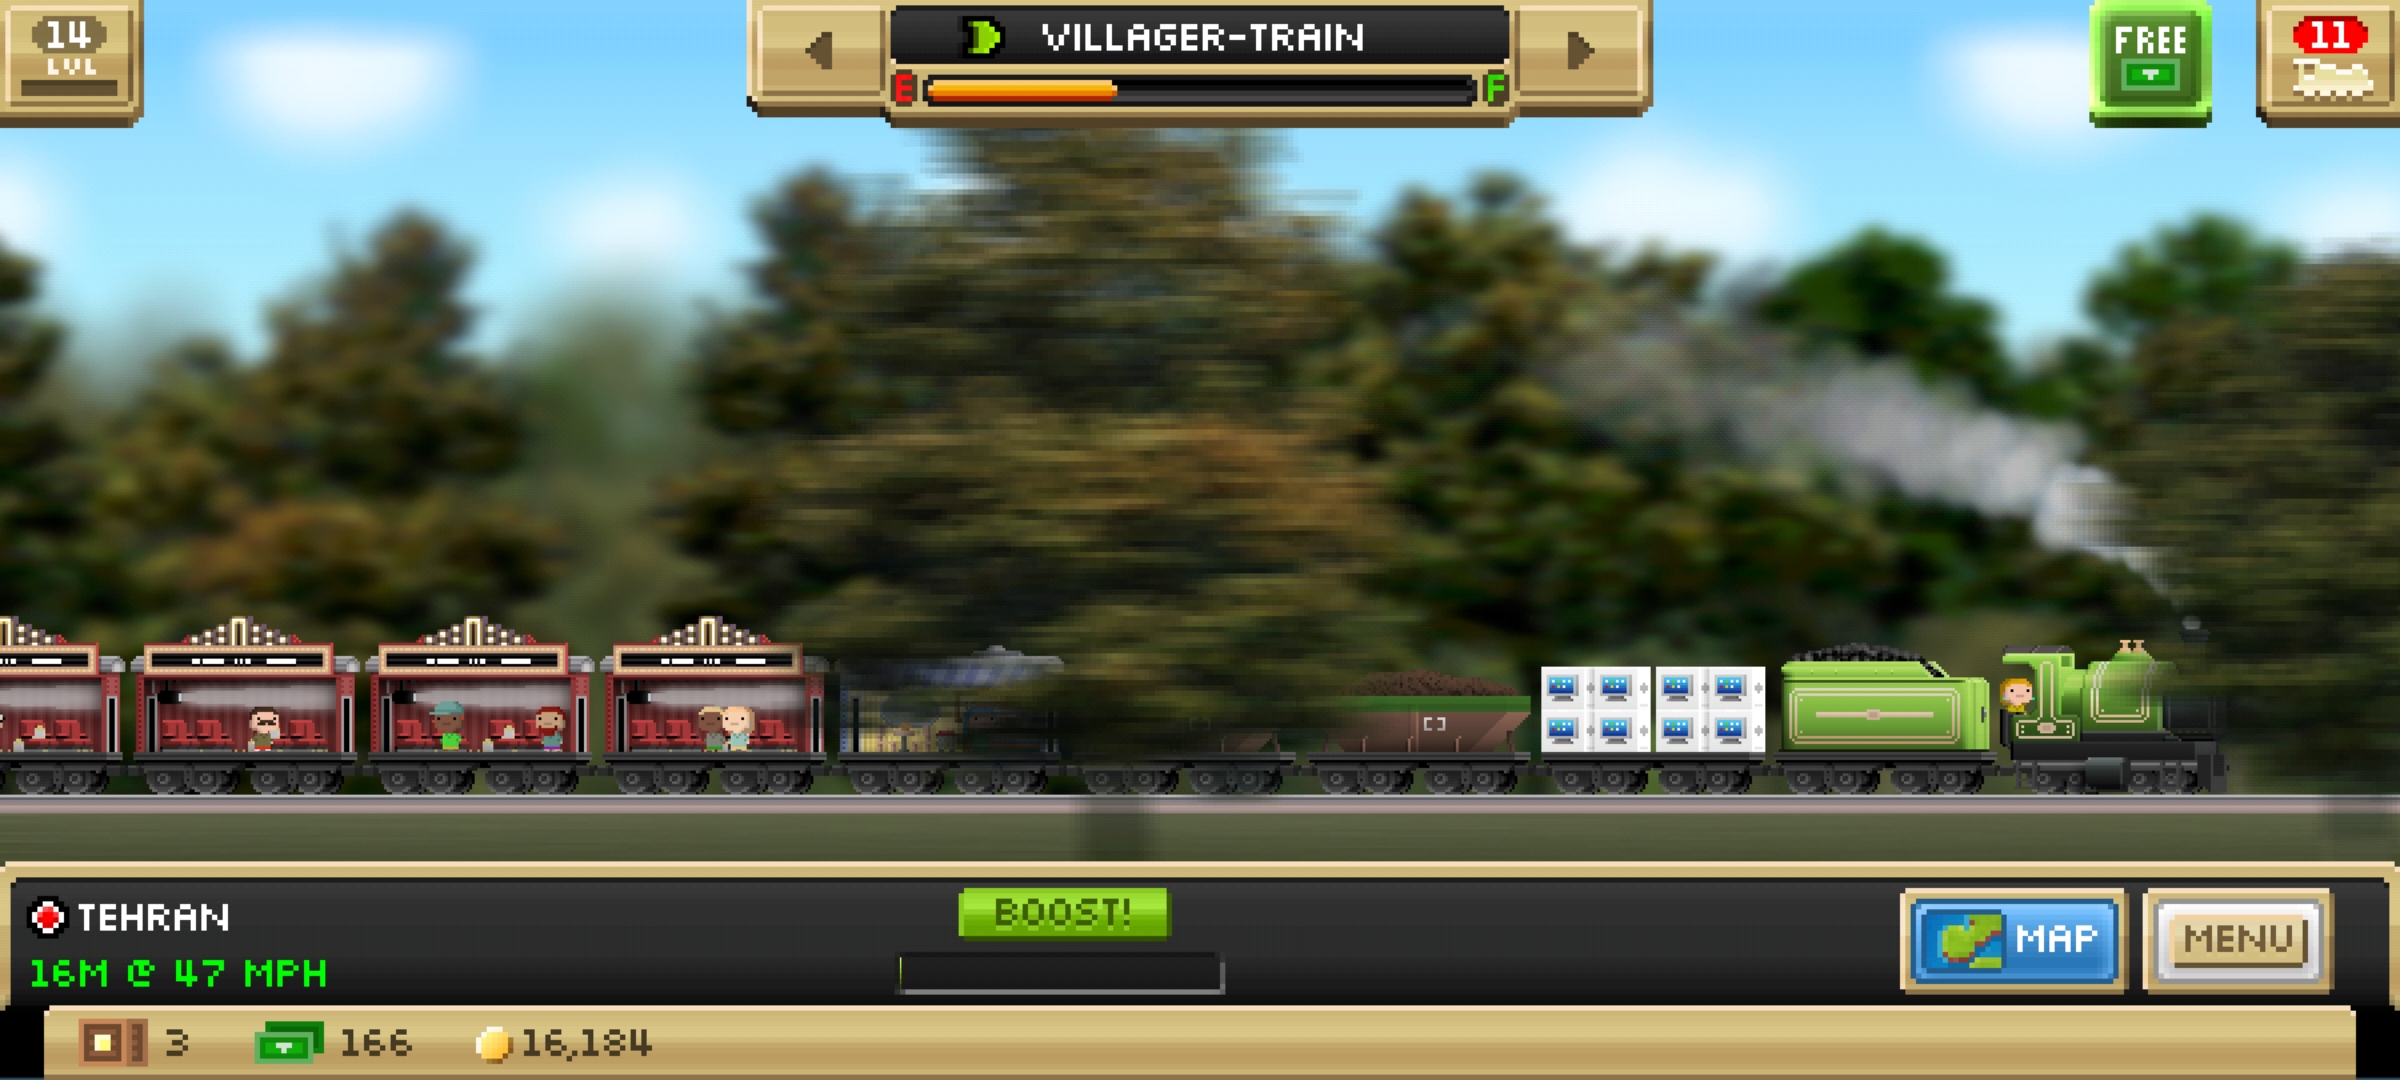 14
LVL
VILLAGER-TRAIN
E F
FREE
11
TEHRAN
16M @ 47 MPH
BOOST!
MAP
MENU
3
166
16,184